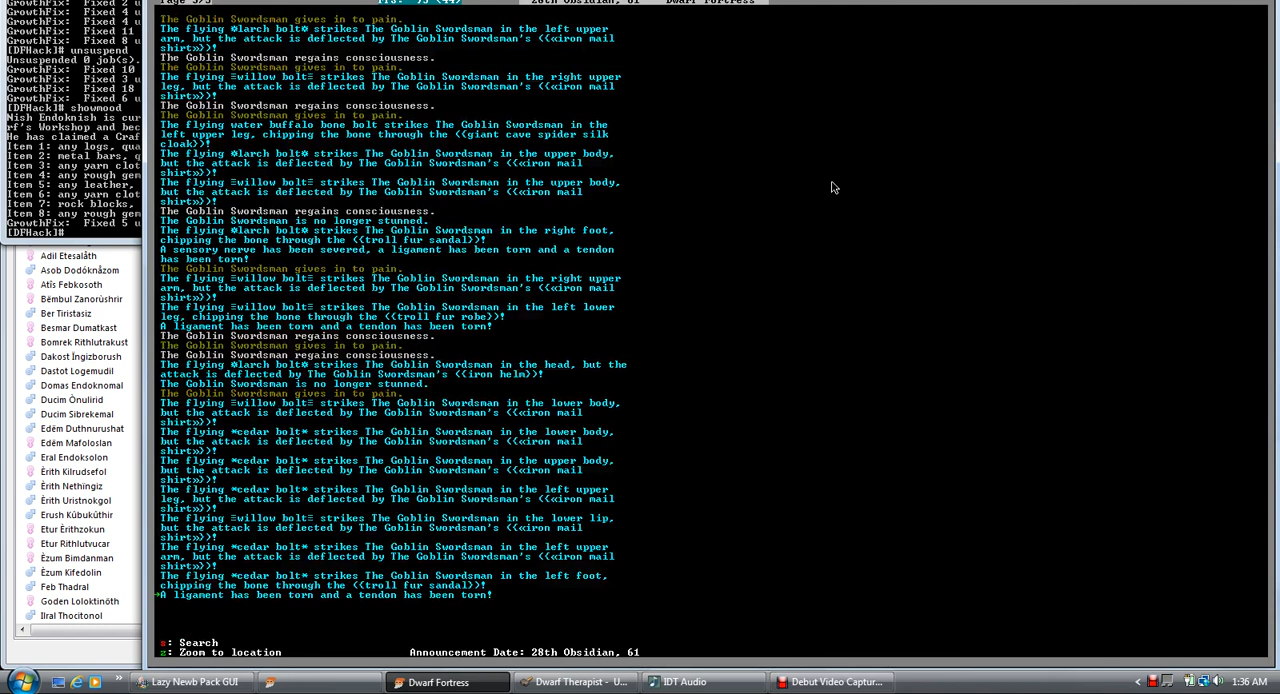 GrowthFix:  Fixed 2 u
GrowthFix:  Fixed 4 u
GrowthFix:  Fixed 11
GrowthFix:  Fixed 8 u
[DFHack]# unsuspend
Unsuspended 0 job(s).
GrowthFix:  Fixed 10
GrowthFix:  Fixed 3 u
GrowthFix:  Fixed 18
GrowthFix:  Fixed 6 u
[DFHack]# showmood
Nish Endoknish is cur
rf's Workshop and bec
He has claimed a Craf
Item 1: any logs, qua
Item 2: metal bars, q
Item 3: any yarn clot
Item 4: any rough gem
Item 5: any leather,
Item 6: any yarn clot
Item 7: rock blocks,
Item 8: any rough gem
GrowthFix:  Fixed 5 u
[DFHack]#
Adil Etesalâth
Asob Dodóknåzom
Atîs Febkosoth
Bëmbul Zanorùshrir
Ber Tiristasiz
Besmar Dumatkast
Bomrek Rithlutrakust
Dakost Ìngizborush
Dastot Logemudil
Domas Endoknomal
Ducim Ònulirid
Ducim Sibrekemal
Edëm Duthnurushat
Edëm Mafoloslan
Eral Endoksolon
Èrith Kilrudsefol
Èrith Nethïngiz
Èrith Uristnokgol
Erush Kûbukûthir
Etur Èrithzokun
Etur Rithlutvucar
Èzum Bimdanman
Èzum Kifedolin
Feb Thadral
Goden Loloktinöth
Ilral Thocitonol
28th Obsidian, 61    Dwarf Fortress
The Goblin Swordsman gives in to pain.
The flying ☼larch bolt☼ strikes The Goblin Swordsman in the left upper
arm, but the attack is deflected by The Goblin Swordsman's («iron mail
shirt»)!
The Goblin Swordsman regains consciousness.
The Goblin Swordsman gives in to pain.
The flying ≡willow bolt≡ strikes The Goblin Swordsman in the right upper
leg, but the attack is deflected by The Goblin Swordsman's («iron mail
shirt»)!
The Goblin Swordsman regains consciousness.
The Goblin Swordsman gives in to pain.
The flying water buffalo bone bolt strikes The Goblin Swordsman in the
left upper leg, chipping the bone through the ((giant cave spider silk
cloak))!
The flying ☼larch bolt☼ strikes The Goblin Swordsman in the upper body,
but the attack is deflected by The Goblin Swordsman's («iron mail
shirt»)!
The flying ≡willow bolt≡ strikes The Goblin Swordsman in the upper body,
but the attack is deflected by The Goblin Swordsman's («iron mail
shirt»)!
The Goblin Swordsman regains consciousness.
The Goblin Swordsman is no longer stunned.
The flying ☼larch bolt☼ strikes The Goblin Swordsman in the right foot,
chipping the bone through the ((troll fur sandal))!
A sensory nerve has been severed, a ligament has been torn and a tendon
has been torn!
The Goblin Swordsman gives in to pain.
The flying ≡willow bolt≡ strikes The Goblin Swordsman in the right upper
arm, but the attack is deflected by The Goblin Swordsman's («iron mail
shirt»)!
The flying ≡willow bolt≡ strikes The Goblin Swordsman in the left lower
leg, chipping the bone through the ((troll fur robe))!
A ligament has been torn and a tendon has been torn!
The Goblin Swordsman regains consciousness.
The Goblin Swordsman gives in to pain.
The Goblin Swordsman regains consciousness.
The flying ☼larch bolt☼ strikes The Goblin Swordsman in the head, but the
attack is deflected by The Goblin Swordsman's ((iron helm))!
The Goblin Swordsman is no longer stunned.
The Goblin Swordsman gives in to pain.
The flying ≡willow bolt≡ strikes The Goblin Swordsman in the lower body,
but the attack is deflected by The Goblin Swordsman's («iron mail
shirt»)!
The flying *cedar bolt* strikes The Goblin Swordsman in the lower body,
but the attack is deflected by The Goblin Swordsman's («iron mail
shirt»)!
The flying *cedar bolt* strikes The Goblin Swordsman in the upper body,
but the attack is deflected by The Goblin Swordsman's («iron mail
shirt»)!
The flying *cedar bolt* strikes The Goblin Swordsman in the left upper
leg, but the attack is deflected by The Goblin Swordsman's («iron mail
shirt»)!
The flying ≡willow bolt≡ strikes The Goblin Swordsman in the lower lip,
but the attack is deflected by The Goblin Swordsman's («iron mail
shirt»)!
The flying *cedar bolt* strikes The Goblin Swordsman in the left upper
arm, but the attack is deflected by The Goblin Swordsman's («iron mail
shirt»)!
The flying *cedar bolt* strikes The Goblin Swordsman in the left foot,
chipping the bone through the ((troll fur sandal))!
A ligament has been torn and a tendon has been torn!
s: Search
z: Zoom to location    Announcement Date: 28th Obsidian, 61
Lazy Newb Pack GUI    Dwarf Fortress    Dwarf Therapist - U...    IDT Audio    Debut Video Captur...    1:36 AM